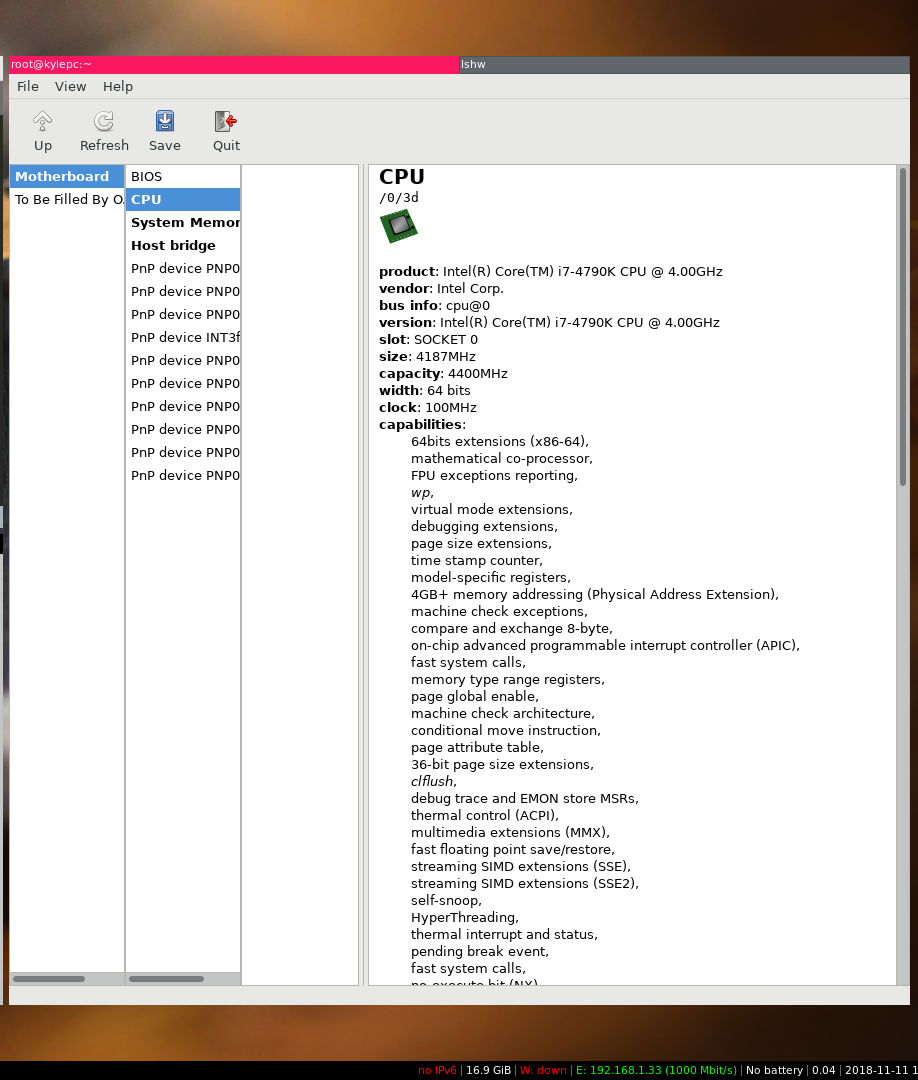 root@kylepc:~
lshw
File View Help
Up Refresh Save Quit
Motherboard
To Be Filled By O.
BIOS
CPU
System Memor
Host bridge
PnP device PNP0
PnP device PNP0
PnP device PNP0
PnP device INT3f
PnP device PNP0
PnP device PNP0
PnP device PNP0
PnP device PNP0
PnP device PNP0
PnP device PNP0
CPU
/0/3d
product: Intel(R) Core(TM) i7-4790K CPU @ 4.00GHz
vendor: Intel Corp.
bus info: cpu@0
version: Intel(R) Core(TM) i7-4790K CPU @ 4.00GHz
slot: SOCKET 0
size: 4187MHz
capacity: 4400MHz
width: 64 bits
clock: 100MHz
capabilities:
64bits extensions (x86-64),
mathematical co-processor,
FPU exceptions reporting,
wp,
virtual mode extensions,
debugging extensions,
page size extensions,
time stamp counter,
model-specific registers,
4GB+ memory addressing (Physical Address Extension),
machine check exceptions,
compare and exchange 8-byte,
on-chip advanced programmable interrupt controller (APIC),
fast system calls,
memory type range registers,
page global enable,
machine check architecture,
conditional move instruction,
page attribute table,
36-bit page size extensions,
clflush,
debug trace and EMON store MSRs,
thermal control (ACPI),
multimedia extensions (MMX),
fast floating point save/restore,
streaming SIMD extensions (SSE),
streaming SIMD extensions (SSE2),
self-snoop,
HyperThreading,
thermal interrupt and status,
pending break event,
fast system calls,
no-execute bit (NX)
no IPv6 | 16.9 GiB | W: down | E: 192.168.1.33 (1000 Mbit/s) | No battery | 0.04 | 2018-11-11 1